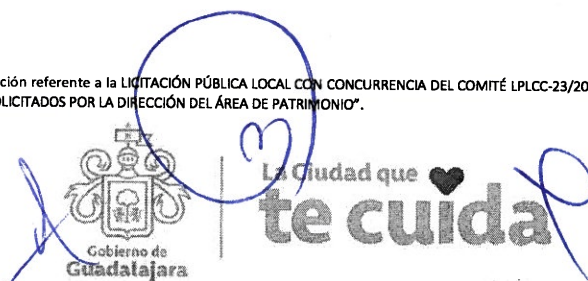 ción referente a la LICITACIÓN PÚBLICA LOCAL CON CONCURRENCIA DEL COMITÉ LPLCC-23/20
OLICITADOS POR LA DIRECCIÓN DEL ÁREA DE PATRIMONIO".
La Ciudad que
te cuida
Gobierno de
Guadalajara